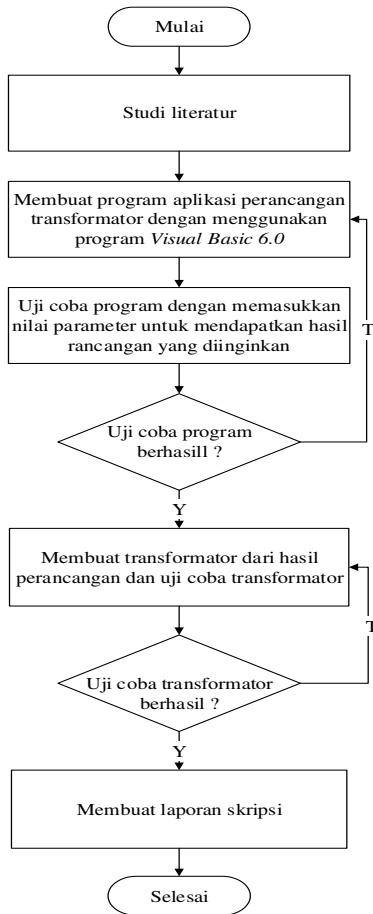 Mulai
Studi literatur
Membuat program aplikasi perancangan
transformator dengan menggunakan
program Visual Basic 6.0
Uji coba program dengan memasukkan
nilai parameter untuk mendapatkan hasil
rancangan yang diinginkan
T
Uji coba program
berhasill ?
Y
Membuat transformator dari hasil
perancangan dan uji coba transformator
T
Uji coba transformator
berhasil ?
Y
Membuat laporan skripsi
Selesai